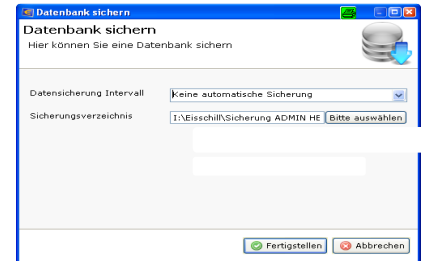 Datenbank sichern
Datenbank sichern
Hier können Sie eine Datenbank sichern
Datensicherung Intervall
Keine automatische Sicherung
Sicherungsverzeichnis
I:\Eisschill\Sicherung ADMIN HE
Bitte auswählen
Fertigstellen
Abbrechen